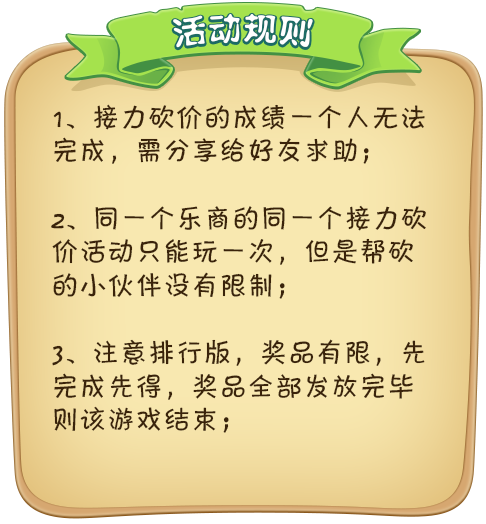 活动规则
1、接力砍价的成绩一个人无法
完成，需分享给好友求助；
2、同一个乐商的同一个接力砍
价活动只能玩一次，但是帮砍
的小伙伴没有限制；
3、注意排行版，奖品有限，先
完成先得，奖品全部发放完毕
则该游戏结束；